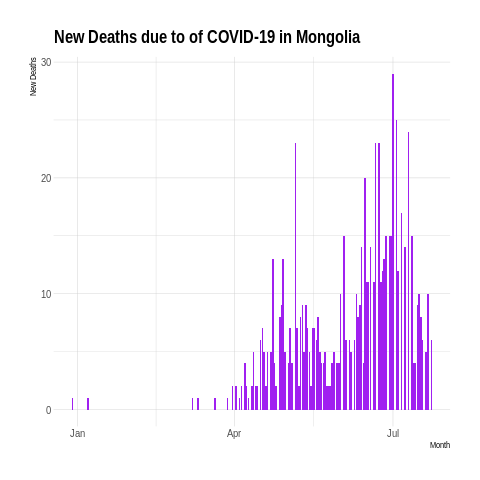 New Deaths due to of COVID-19 in Mongolia
New Deaths
30
20
10
0
Jan Apr Jul
Month